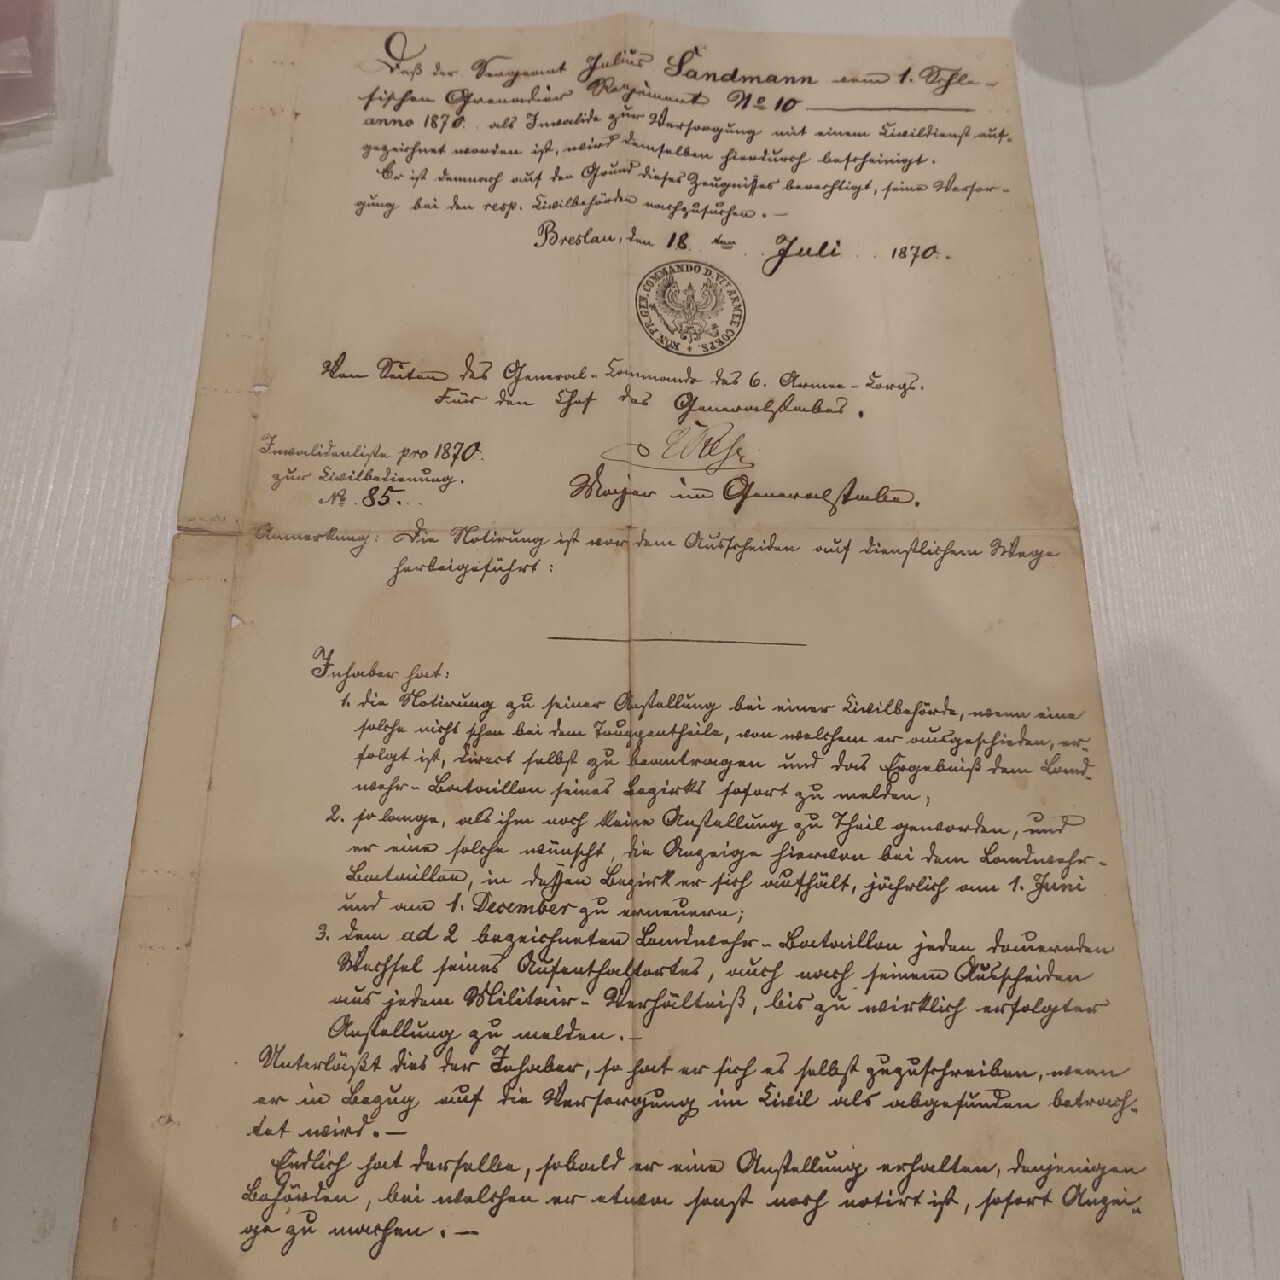 Daß der Sergeant Julius Landmann vom 1. Schle-
sischen Grenadier Regiment No 10
anno 1870. als Invalide zur Versorgung mit einem Civildienst auf-
gezeichnet worden ist, wird demselben hierdurch bescheinigt.
Er ist demnach auf den Grund dieses Zeugnisses berechtigt, seine Versor-
gung bei den resp. Civilbehörden nachzusuchen.—
Breslau, den 18 ten Juli 1870.
KÖN. PR. GEN. COMMANDO D. VI. ARMEE CORPS.
Von Seiten des General-Commandos des 6. Armee-Corps.
Für den Chef des Generalstabes.
Invalidenliste pro 1870.
zur Civilbedienung.
No. 85.
Major im Generalstabe.
Anmerkung: Die Notirung ist vor dem Ausscheiden auf dienstlichem Wege
herbeigeführt:
Inhaber hat:
1. die Notirung zu seiner Anstellung bei einer Civilbehörde, wenn eine
solche nicht schon bei dem Truppentheile, von welchem er ausgeschieden, er-
folgt ist, direct selbst zu beantragen und das Ergebniß dem Land-
wehr-Bataillon seines Bezirks sofort zu melden;
2. so lange, als ihm noch keine Anstellung zu Theil geworden, und
er eine solche wünscht, die Anzeige hiervon bei dem Landwehr-
Bataillon, in dessen Bezirk er sich aufhält, jährlich am 1. Juni
und am 1. December zu erneuern;
3. dem ad 2 bezeichneten Landwehr-Bataillon jeden dauernden
Wechsel seines Aufenthaltsortes, auch nach seinem Ausscheiden
aus jedem Militair-Verhältniß, bis zu wirklich erfolgter
Anstellung zu melden.—
Unterläßt dies der Inhaber, so hat er sich es selbst zuzuschreiben, wenn
er in Bezug auf die Versorgung im Civil als abgefunden betrach-
tet wird.—
Endlich hat derselbe, sobald er eine Anstellung erhalten, denjenigen
Behörden, bei welchen er etwa sonst noch notirt ist, sofort Anzei-
ge zu machen.—